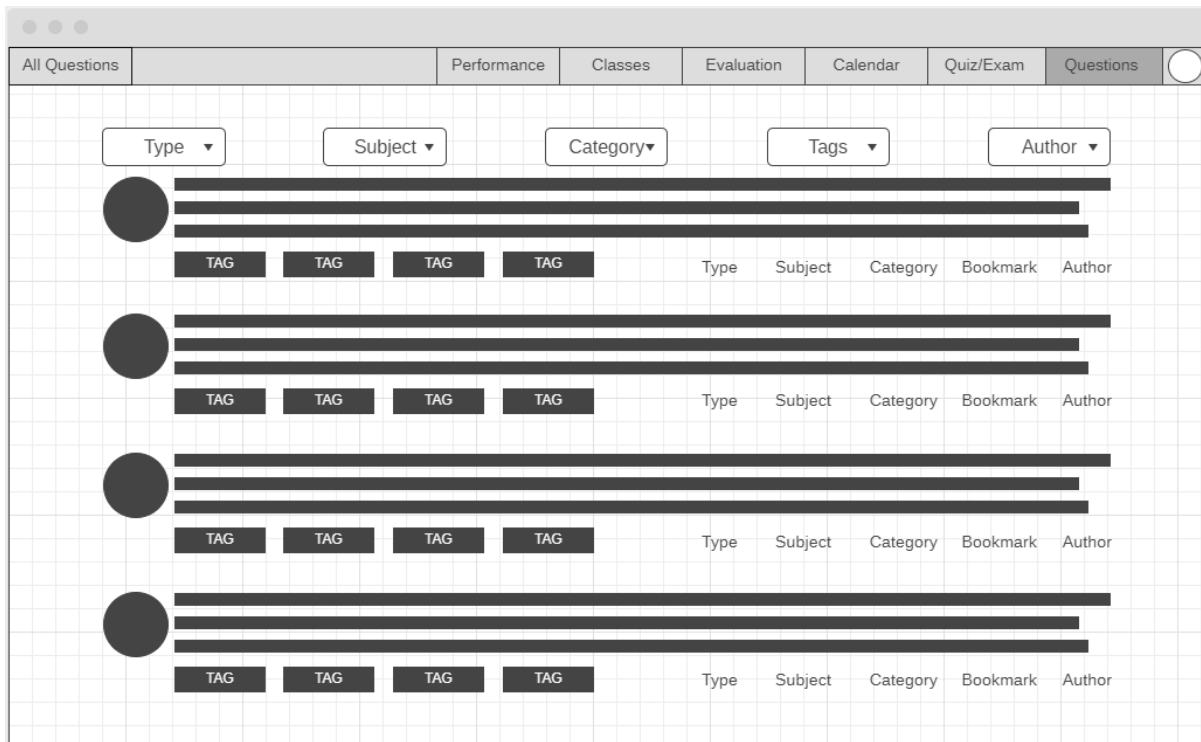 All Questions Performance Classes Evaluation Calendar Quiz/Exam Questions
Type Subject Category Tags Author
TAG TAG TAG TAG Type Subject Category Bookmark Author
TAG TAG TAG TAG Type Subject Category Bookmark Author
TAG TAG TAG TAG Type Subject Category Bookmark Author
TAG TAG TAG TAG Type Subject Category Bookmark Author